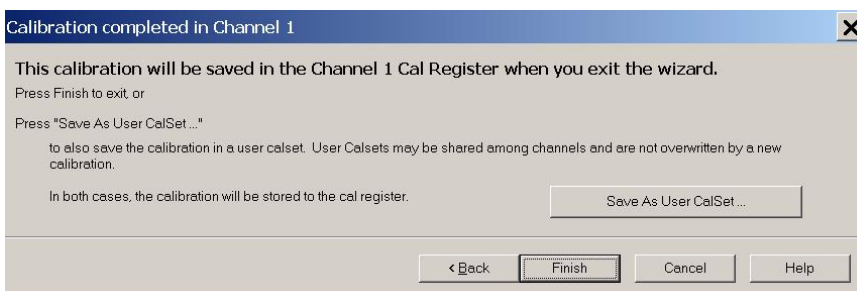 Calibration completed in Channel 1
This calibration will be saved in the Channel 1 Cal Register when you exit the wizard.
Press Finish to exit, or
Press "Save As User CalSet ..."
to also save the calibration in a user calset. User Calsets may be shared among channels and are not overwritten by a new
calibration.
In both cases, the calibration will be stored to the cal register.
Save As User CalSet ...
< Back
Finish
Cancel
Help